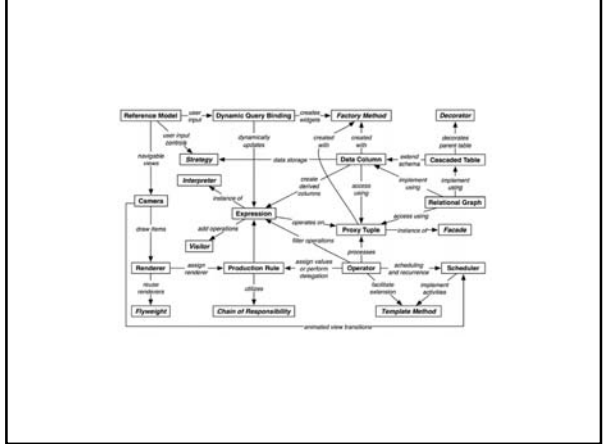 Reference Model
user
input
Dynamic Query Binding
creates
widgets
Factory Method
Decorator
user input
controls
dynamically
updates
created
with
created
with
decorates
parent table
navigable
views
Strategy
data storage
Data Column
extend
schema
Cascaded Table
Interpreter
create
derived
columns
access
using
implement
using
implement
using
instance of
Camera
Relational Graph
Expression
operates on
access using
add operations
Proxy Tuple
instance of
Facade
draw items
Visitor
filter operations
processes
Renderer
assign
renderer
Production Rule
assign values
or perform
delegation
Operator
scheduling
and recurrence
Scheduler
reuse
renderers
utilizes
facilitate
extension
implement
activities
Flyweight
Chain of Responsibility
Template Method
animated view transitions